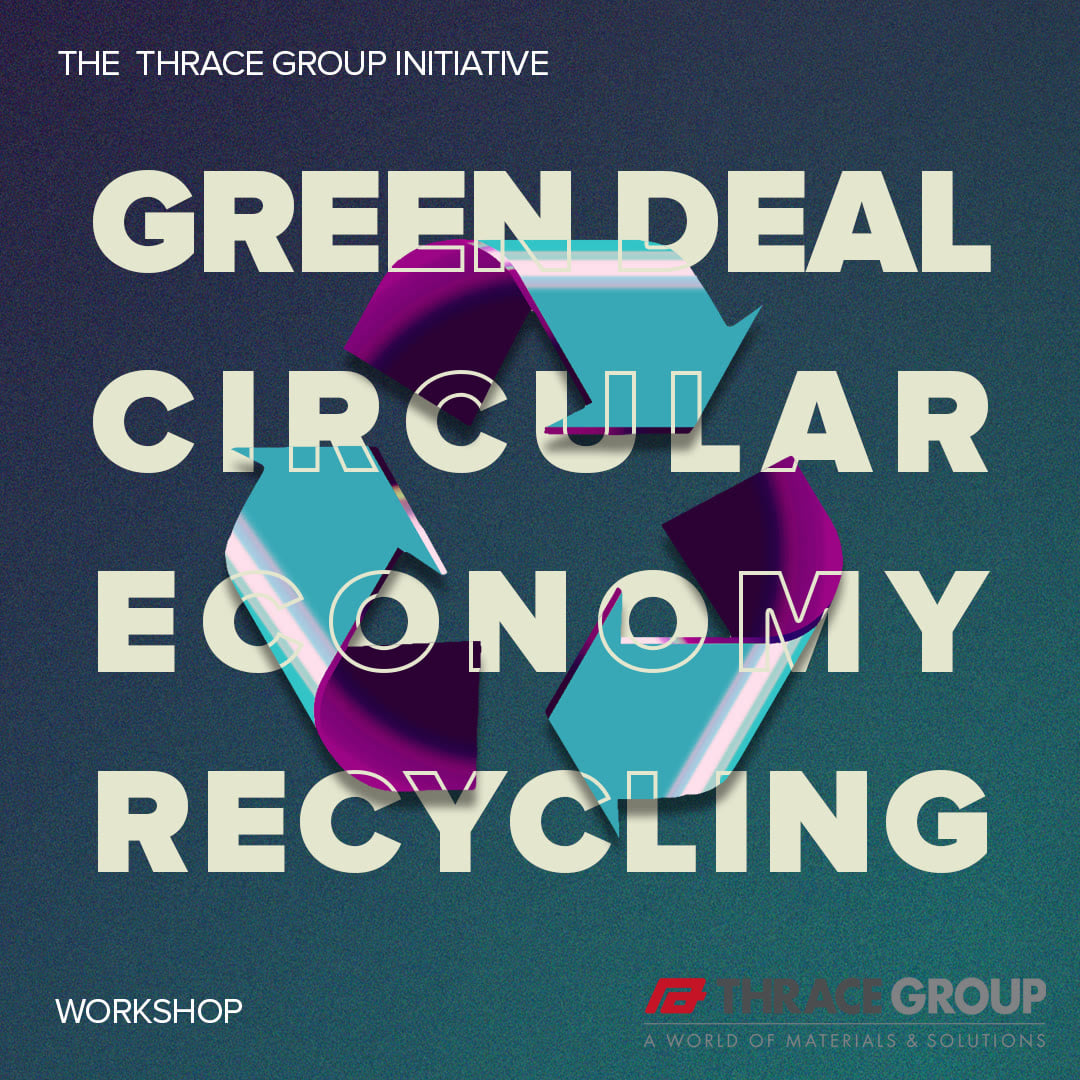 THE THRACE GROUP INITIATIVE
GREEN DEAL
CIRCULAR
ECONOMY
RECYCLING
WORKSHOP
THRACE GROUP
A WORLD OF MATERIALS & SOLUTIONS